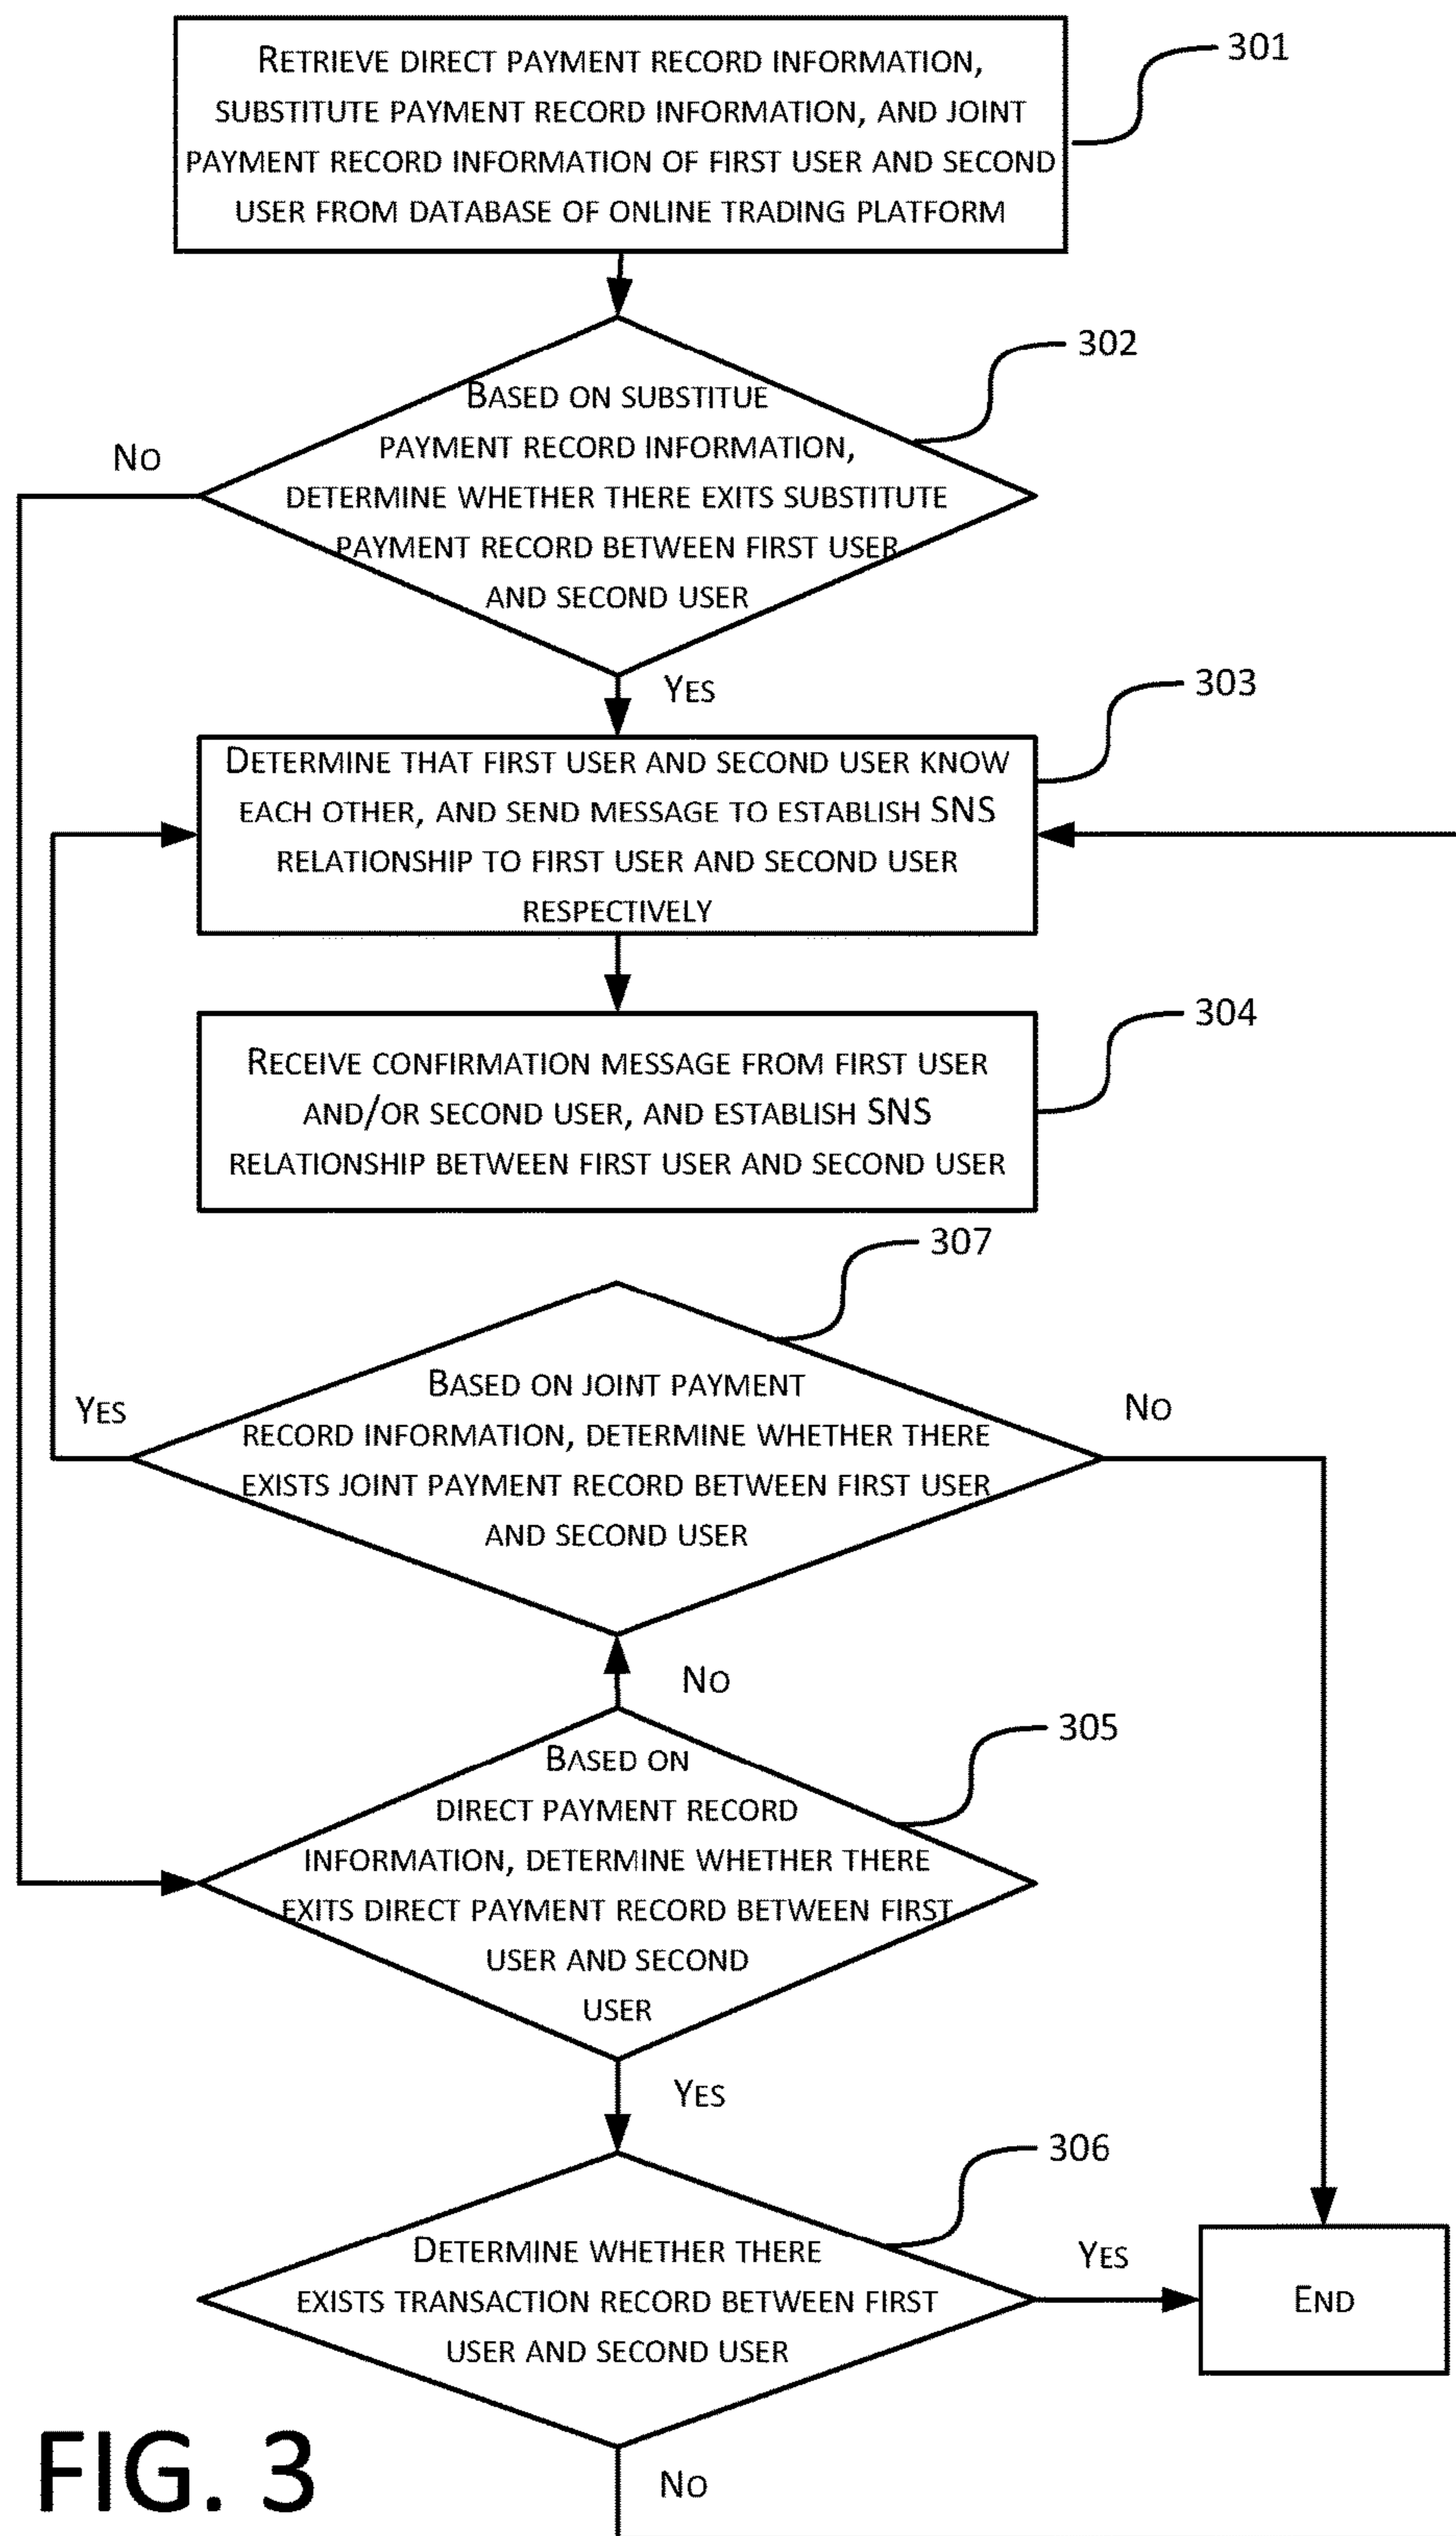 RETRIEVE DIRECT PAYMENT RECORD INFORMATION,
SUBSTITUTE PAYMENT RECORD INFORMATION, AND JOINT
PAYMENT RECORD INFORMATION OF FIRST USER AND SECOND
USER FROM DATABASE OF ONLINE TRADING PLATFORM
301
302
BASED ON SUBSTITUE
PAYMENT RECORD INFORMATION,
DETERMINE WHETHER THERE EXITS SUBSTITUTE
PAYMENT RECORD BETWEEN FIRST USER
AND SECOND USER
NO
YES
303
DETERMINE THAT FIRST USER AND SECOND USER KNOW
EACH OTHER, AND SEND MESSAGE TO ESTABLISH SNS
RELATIONSHIP TO FIRST USER AND SECOND USER
RESPECTIVELY
304
RECEIVE CONFIRMATION MESSAGE FROM FIRST USER
AND/OR SECOND USER, AND ESTABLISH SNS
RELATIONSHIP BETWEEN FIRST USER AND SECOND USER
307
BASED ON JOINT PAYMENT
RECORD INFORMATION, DETERMINE WHETHER THERE
EXISTS JOINT PAYMENT RECORD BETWEEN FIRST USER
AND SECOND USER
YES
NO
NO
305
BASED ON
DIRECT PAYMENT RECORD
INFORMATION, DETERMINE WHETHER THERE
EXITS DIRECT PAYMENT RECORD BETWEEN FIRST
USER AND SECOND
USER
YES
306
DETERMINE WHETHER THERE
EXISTS TRANSACTION RECORD BETWEEN FIRST
USER AND SECOND USER
YES
END
NO
FIG. 3